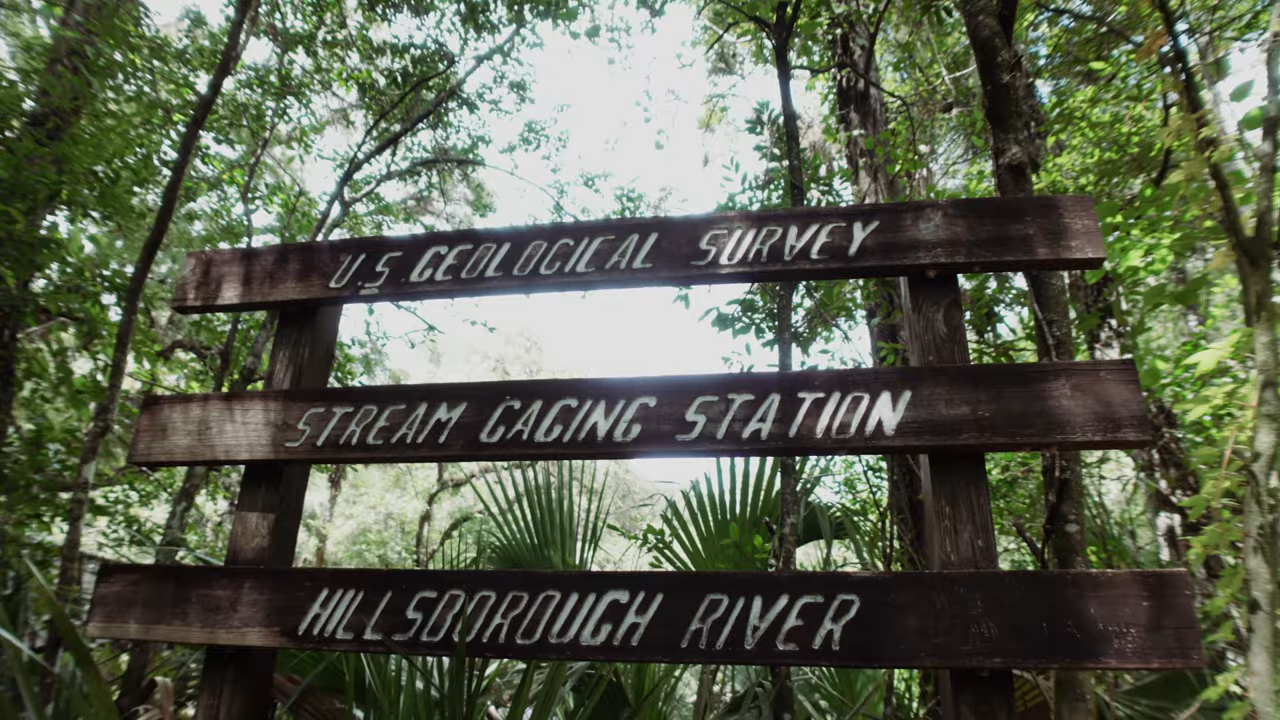 U.S. GEOLOGICAL SURVEY
STREAM GAGING STATION
HILLSBOROUGH RIVER